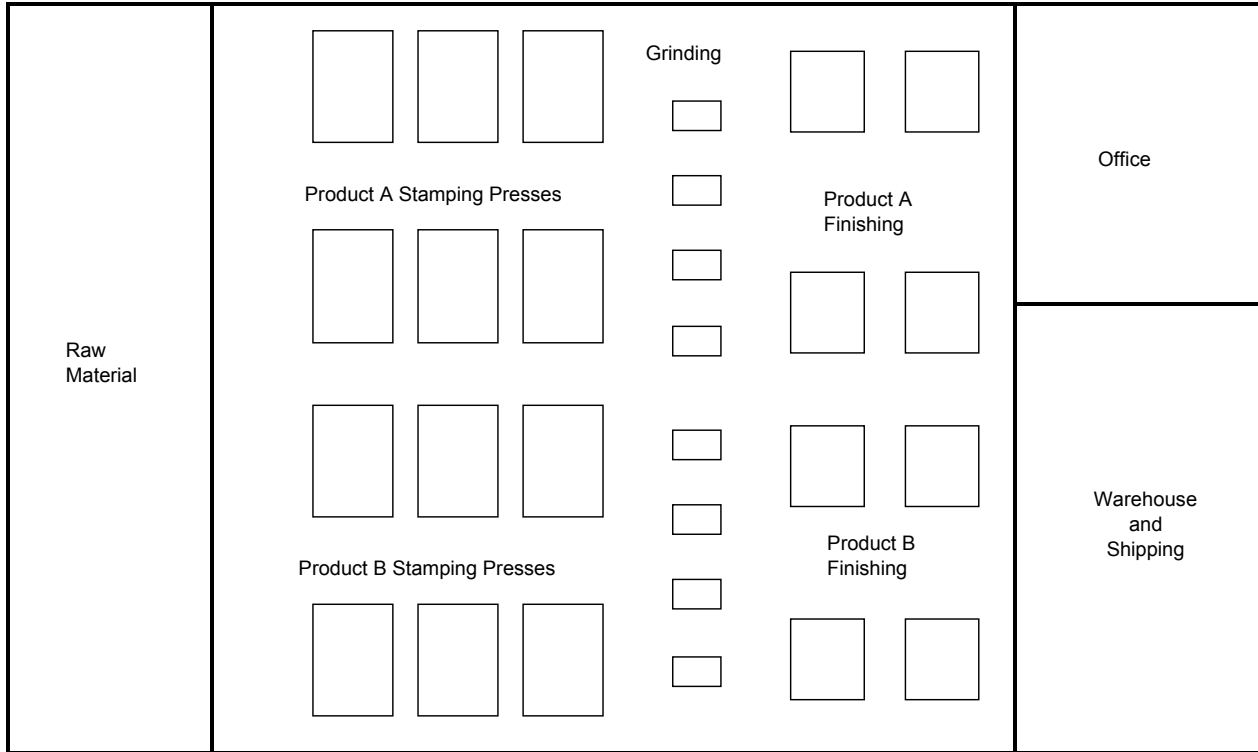 Grinding
Office
Product A Stamping Presses
Product A
Finishing
Raw
Material
Warehouse
and
Shipping
Product B
Finishing
Product B Stamping Presses